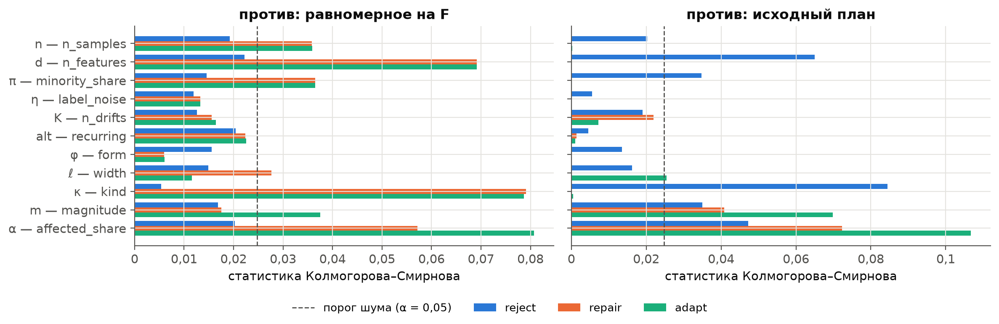 против: равномерное на F
против: исходный план
n — n_samples
d — n_features
π — minority_share
η — label_noise
K — n_drifts
alt — recurring
φ — form
ℓ — width
κ — kind
m — magnitude
α — affected_share
0 0,01 0,02 0,03 0,04 0,05 0,06 0,07 0,08
0 0,02 0,04 0,06 0,08 0,1
статистика Колмогорова–Смирнова
статистика Колмогорова–Смирнова
порог шума (α = 0,05) reject repair adapt